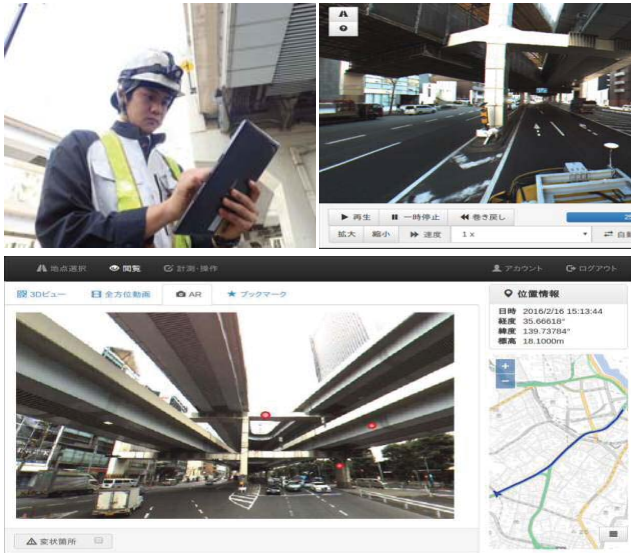 再生
一時停止
巻き戻し
25
拡大
縮小
速度
1 x
自動
地点選択
閲覧
計測・操作
アカウント
ログアウト
3Dビュー
全方位動画
AR
ブックマーク
位置情報
日時 2016/2/16 15:13:44
経度 35.66618°
緯度 139.73784°
標高 18.1000m
+
−
変状箇所